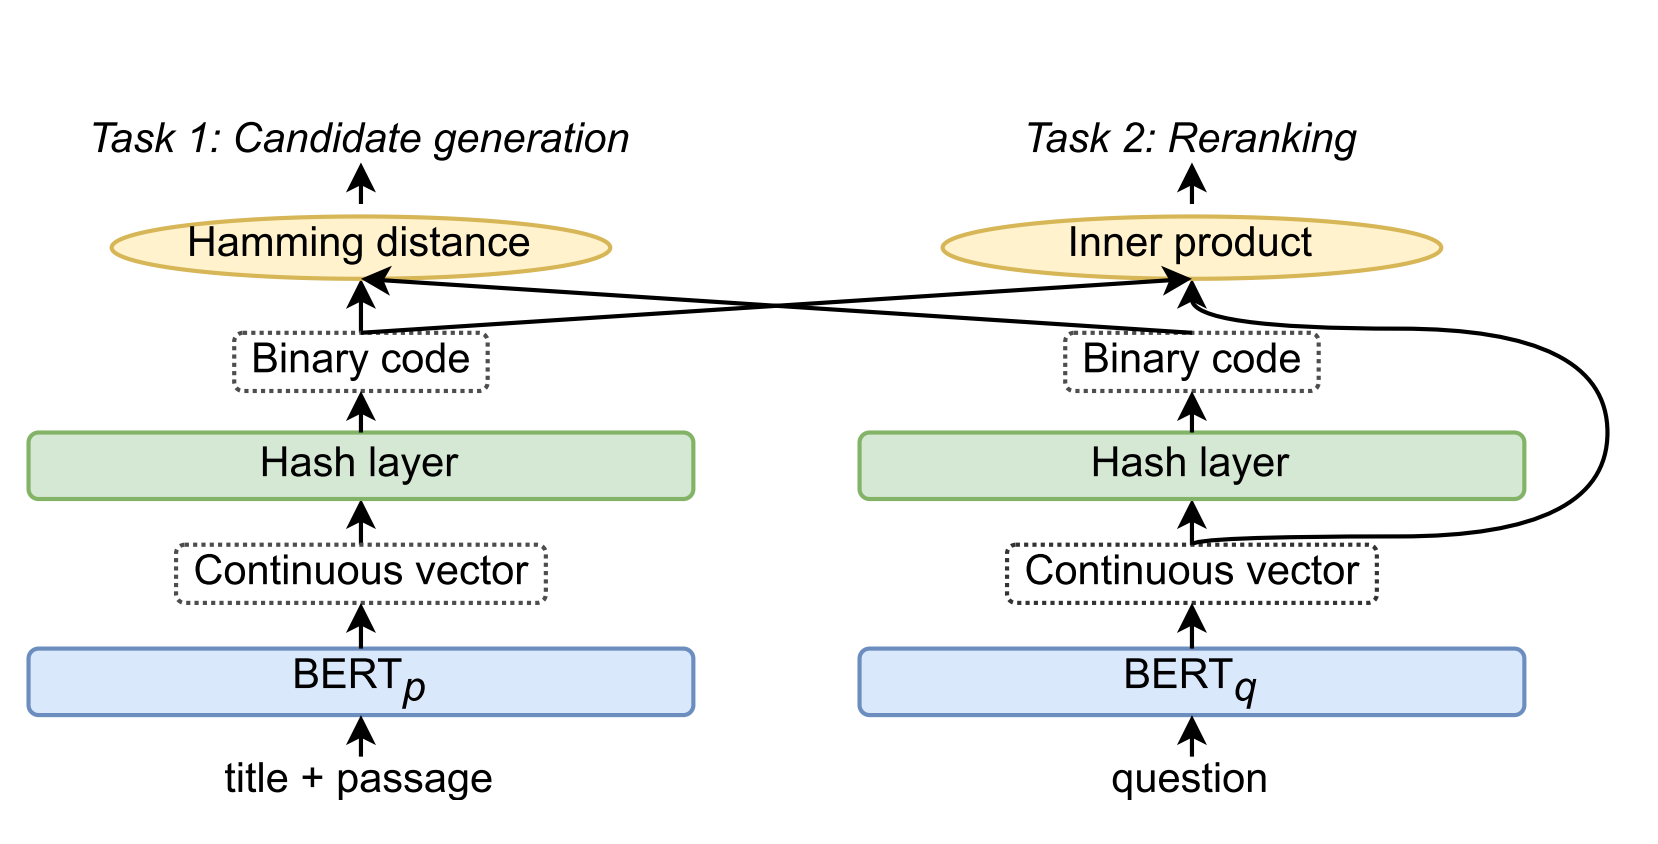 Task 1: Candidate generation
Task 2: Reranking
Hamming distance
Inner product
Binary code
Binary code
Hash layer
Hash layer
Continuous vector
Continuous vector
BERTp
BERTq
title + passage
question